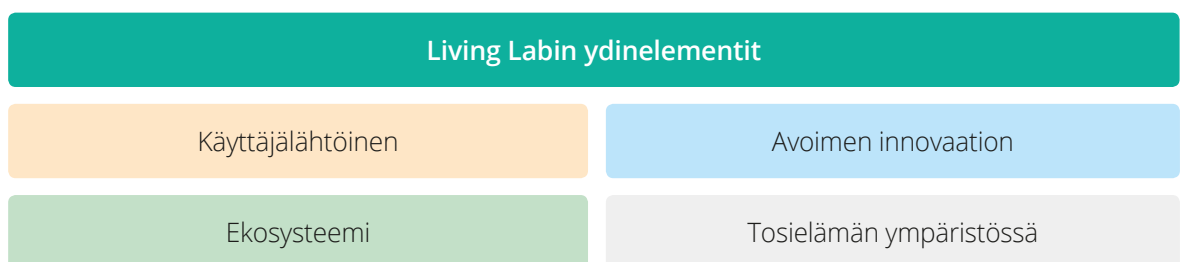 Living Labin ydinelementit
Käyttäjälähtöinen
Avoimen innovaation
Ekosysteemi
Tosielämän ympäristössä